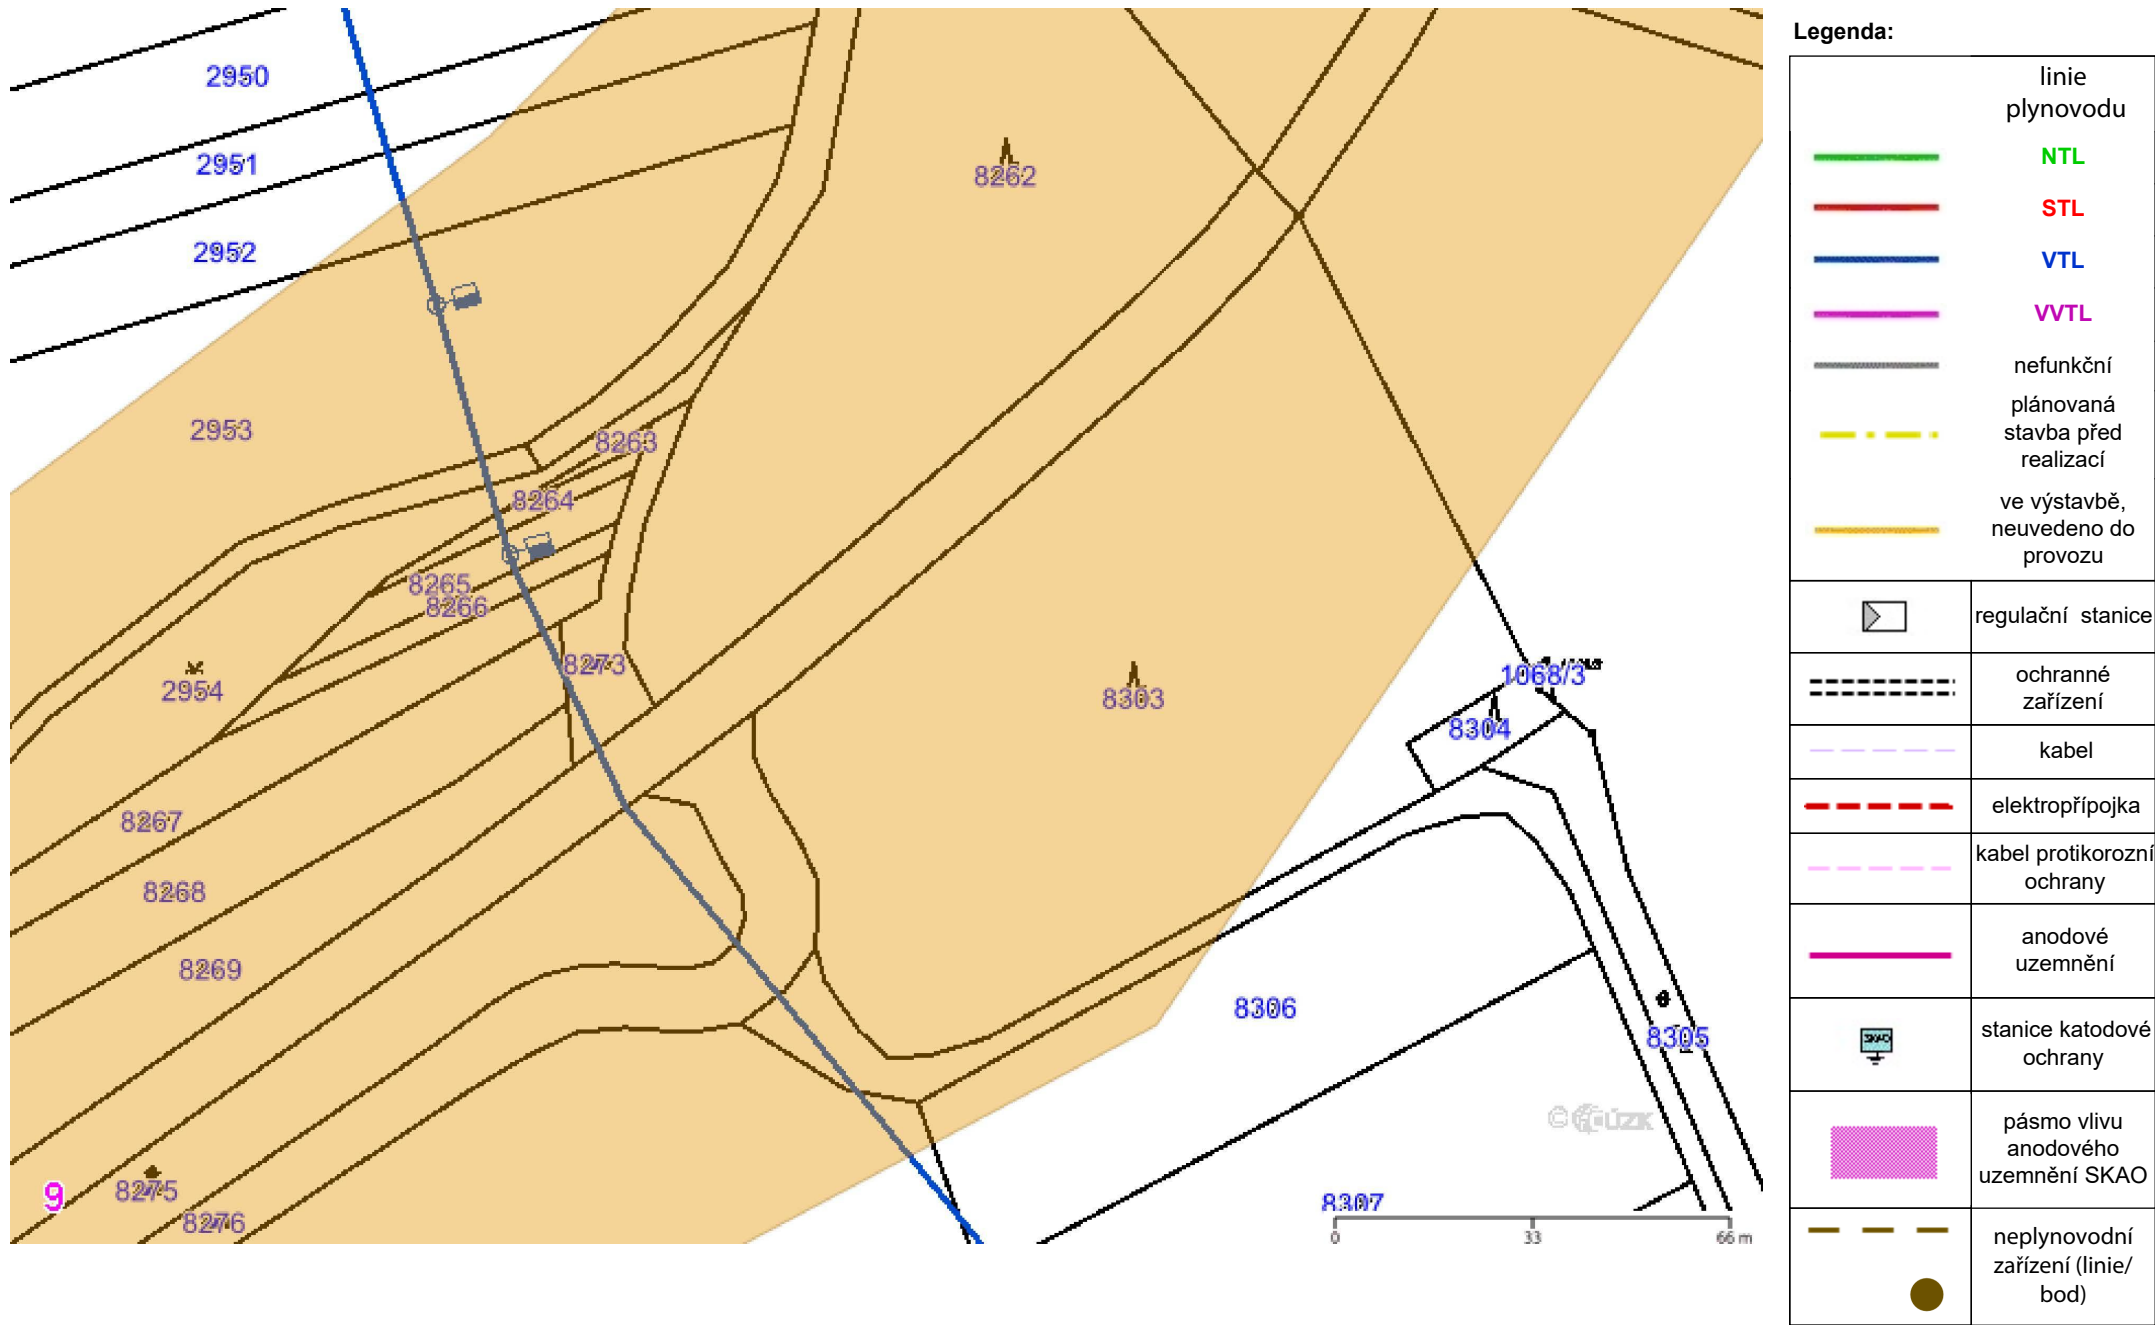 2950
2951
2952
2953
8262
8263
8264
8265
8266
8273
2954
8303
1068/3
8304
8267
8268
8269
8306
8305
8275
8276
9
8307
0 33 66 m
Legenda:
linie
plynovodu
NTL
STL
VTL
VVTL
nefunkční
plánovaná
stavba před
realizací
ve výstavbě,
neuvedeno do
provozu
regulační stanice
ochranné
zařízení
kabel
elektropřípojka
kabel protikorozní
ochrany
anodové
uzemnění
SKAO
stanice katodové
ochrany
pásmo vlivu
anodového
uzemnění SKAO
neplynovodní
zařízení (linie/
bod)